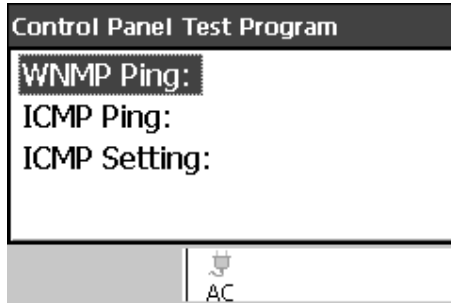 Control Panel Test Program
WNMP Ping:
ICMP Ping:
ICMP Setting:
AC